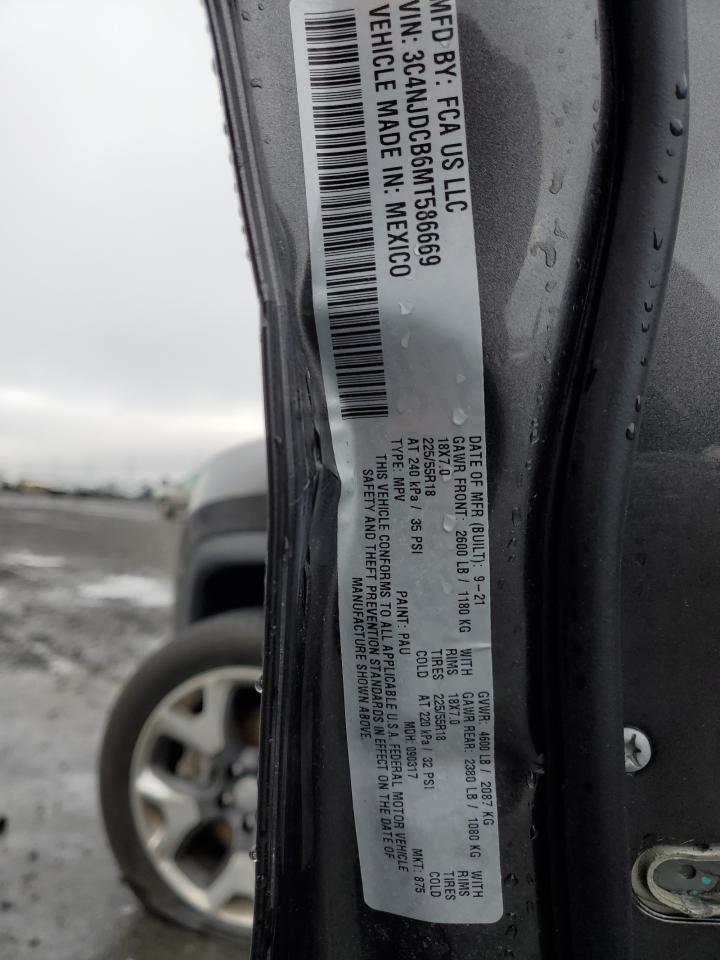 MFD BY: FCA US LLC
DATE OF MFR (BUILT): 9-21
GVWR: 4600 LB / 2087 KG
GAWR FRONT: 2600 LB / 1180 KG WITH
GAWR REAR: 2380 LB / 1080 KG WITH
18X7.0 RIMS
18X7.0 RIMS
225/55R18 TIRES
225/55R18 TIRES
AT 240 kPa / 35 PSI COLD
AT 220 kPa / 32 PSI COLD
VIN: 3C4NJDCB6MT586669
TYPE: MPV PAINT: PAU MDH: 090317 MKT: 875
VEHICLE MADE IN: MEXICO
THIS VEHICLE CONFORMS TO ALL APPLICABLE U.S.A. FEDERAL MOTOR VEHICLE
SAFETY AND THEFT PREVENTION STANDARDS IN EFFECT ON THE DATE OF
MANUFACTURE SHOWN ABOVE.